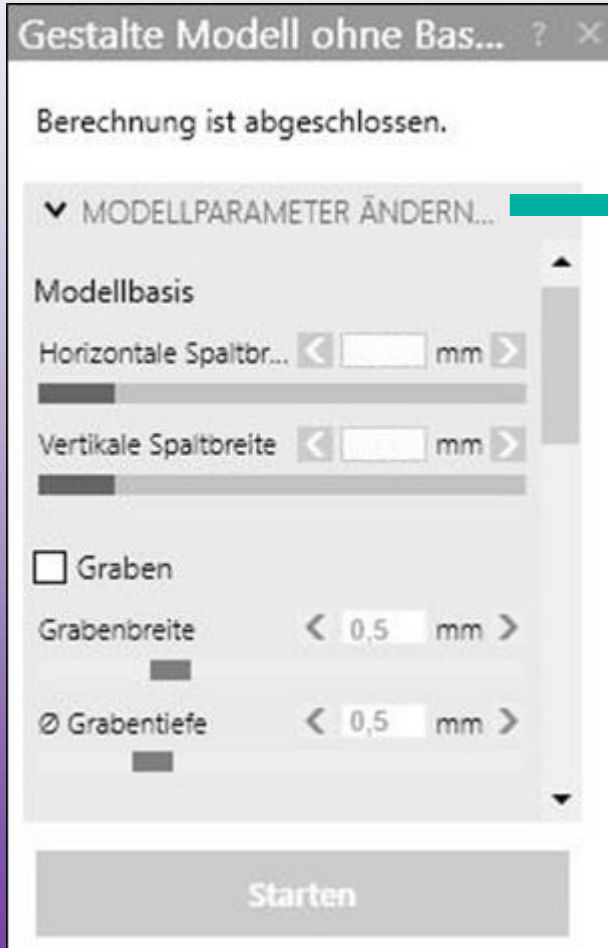 Gestalte Modell ohne Bas... ? ×
Berechnung ist abgeschlossen.
MODELLPARAMETER ÄNDERN...
Modellbasis
Horizontale Spaltbr... mm
Vertikale Spaltbreite mm
Graben
Grabenbreite 0,5 mm
Ø Grabentiefe 0,5 mm
Starten